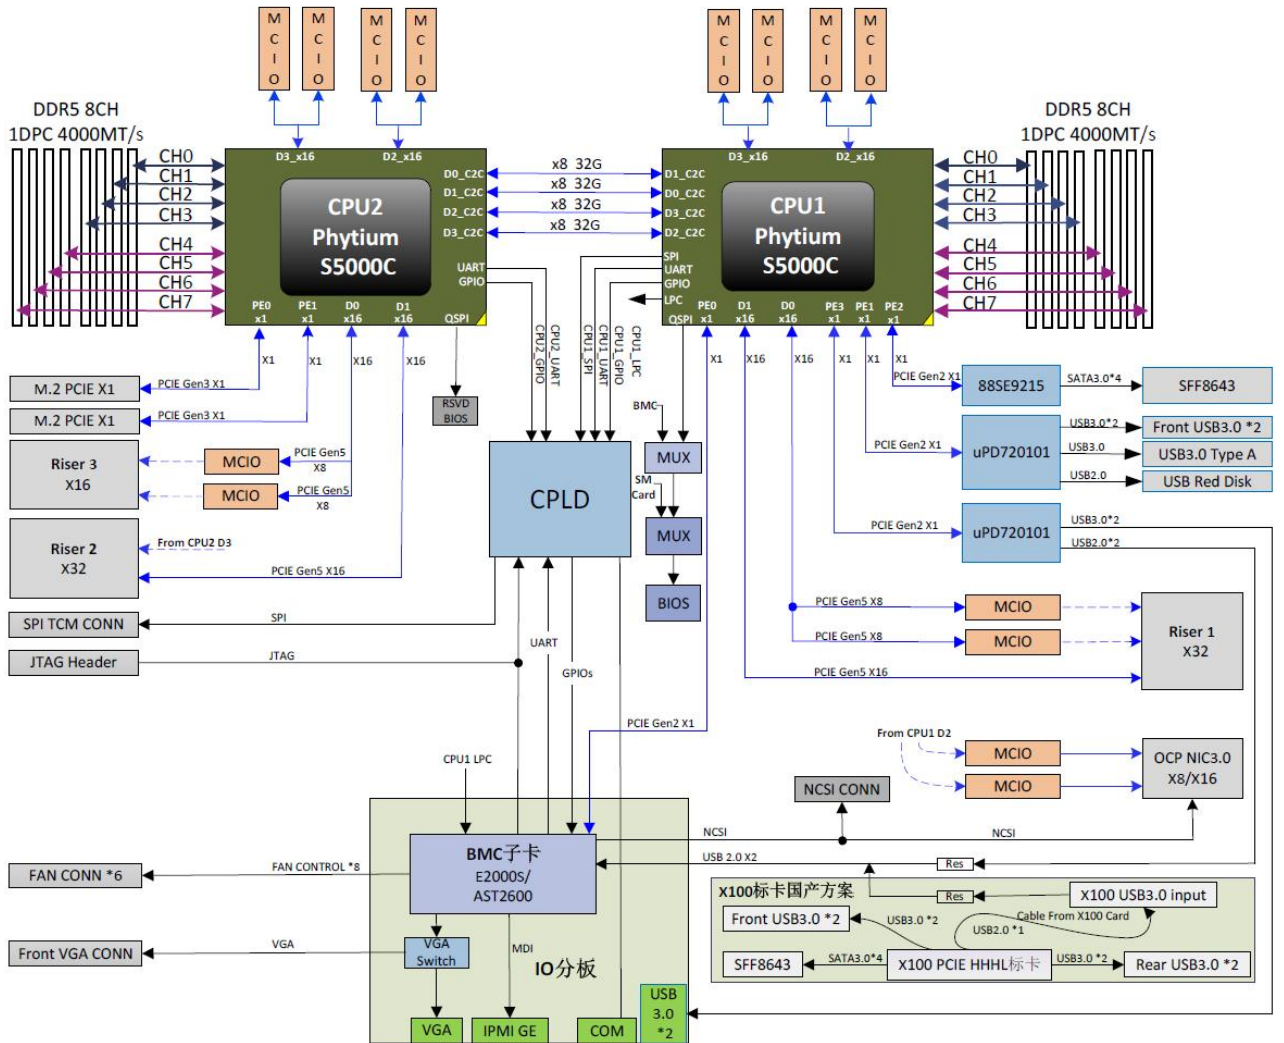 MCIO
MCIO
MCIO
MCIO
MCIO
MCIO
MCIO
MCIO
DDR5 8CH
1DPC 4000MT/s
DDR5 8CH
1DPC 4000MT/s
CH0
CH1
CH2
CH3
CH4
CH5
CH6
CH7
D3_x16
D2_x16
CPU2
Phytium
S5000C
D0_C2C
D1_C2C
D2_C2C
D3_C2C
UART
GPIO
PE0
x1
PE1
x1
D0
x16
D1
x16
QSPI
x8 32G
x8 32G
x8 32G
x8 32G
D3_x16
D2_x16
CPU1
Phytium
S5000C
D1_C2C
D0_C2C
D3_C2C
D2_C2C
SPI
UART
GPIO
LPC
QSPI
PE0
x1
D1
x16
D0
x16
PE3
x1
PE1
x1
PE2
x1
CH0
CH1
CH2
CH3
CH4
CH5
CH6
CH7
X1
X1
X16
X16
CPU2_GPIO
CPU2_UART
CPU1_SPI
CPU1_UART
CPU1_GPIO
CPU1_LPC
X1
X16
X16
X1
X1
X1
M.2 PCIE X1
PCIE Gen3 X1
M.2 PCIE X1
PCIE Gen3 X1
RSVD
BIOS
BMC
PCIE Gen2 X1
88SE9215
SATA3.0*4
SFF8643
PCIE Gen2 X1
uPD720101
USB3.0*2
Front USB3.0 *2
USB3.0
USB3.0 Type A
USB2.0
USB Red Disk
Riser 3
X16
MCIO
PCIE Gen5
X8
MCIO
PCIE Gen5
X8
CPLD
MUX
SM
Card
MUX
BIOS
PCIE Gen2 X1
uPD720101
USB3.0*2
USB2.0*2
Riser 2
X32
From CPU2 D3
PCIE Gen5 X16
SPI TCM CONN
SPI
JTAG Header
JTAG
UART
GPIOs
PCIE Gen5 X8
MCIO
PCIE Gen5 X8
MCIO
PCIE Gen5 X16
Riser 1
X32
PCIE Gen2 X1
From CPU1 D2
MCIO
MCIO
OCP NIC3.0
X8/X16
CPU1 LPC
NCSI CONN
NCSI
NCSI
BMC子卡
E2000S/
AST2600
FAN CONN *6
FAN CONTROL *8
USB 2.0 X2
Res
Res
X100标卡国产方案
X100 USB3.0 input
Cable From X100 Card
Front USB3.0 *2
USB3.0 *2
USB2.0 *1
SFF8643
SATA3.0*4
X100 PCIE HHHL标卡
USB3.0 *2
Rear USB3.0 *2
Front VGA CONN
VGA
VGA
Switch
MDI
IO分板
VGA
IPMI GE
COM
USB
3.0
*2